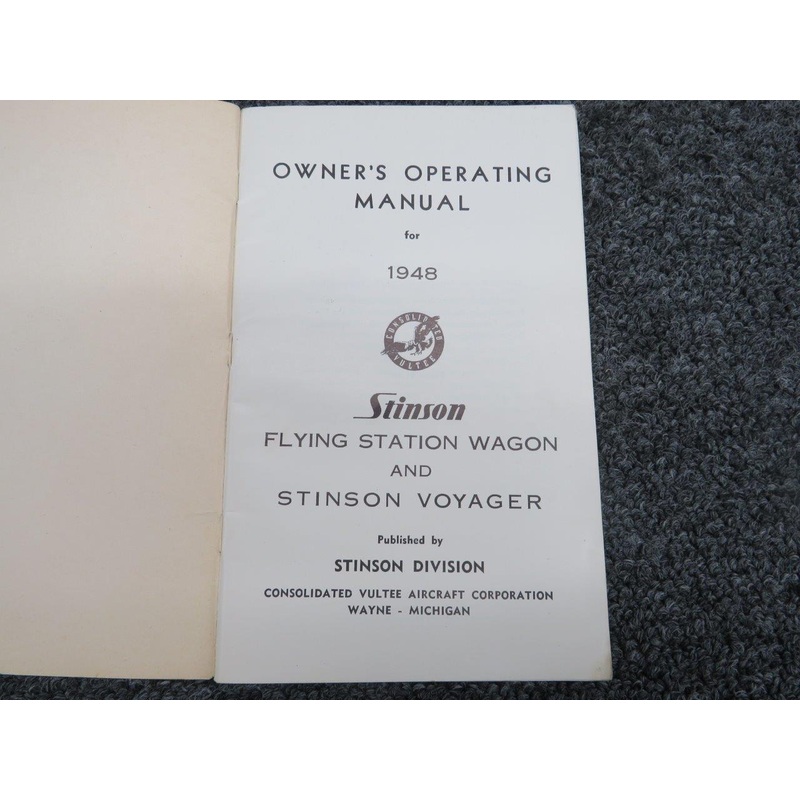 OWNER'S OPERATING
MANUAL
for
1948
CONSOLIDATED
VULTEE
Stinson
FLYING STATION WAGON
AND
STINSON VOYAGER
Published by
STINSON DIVISION
CONSOLIDATED VULTEE AIRCRAFT CORPORATION
WAYNE - MICHIGAN